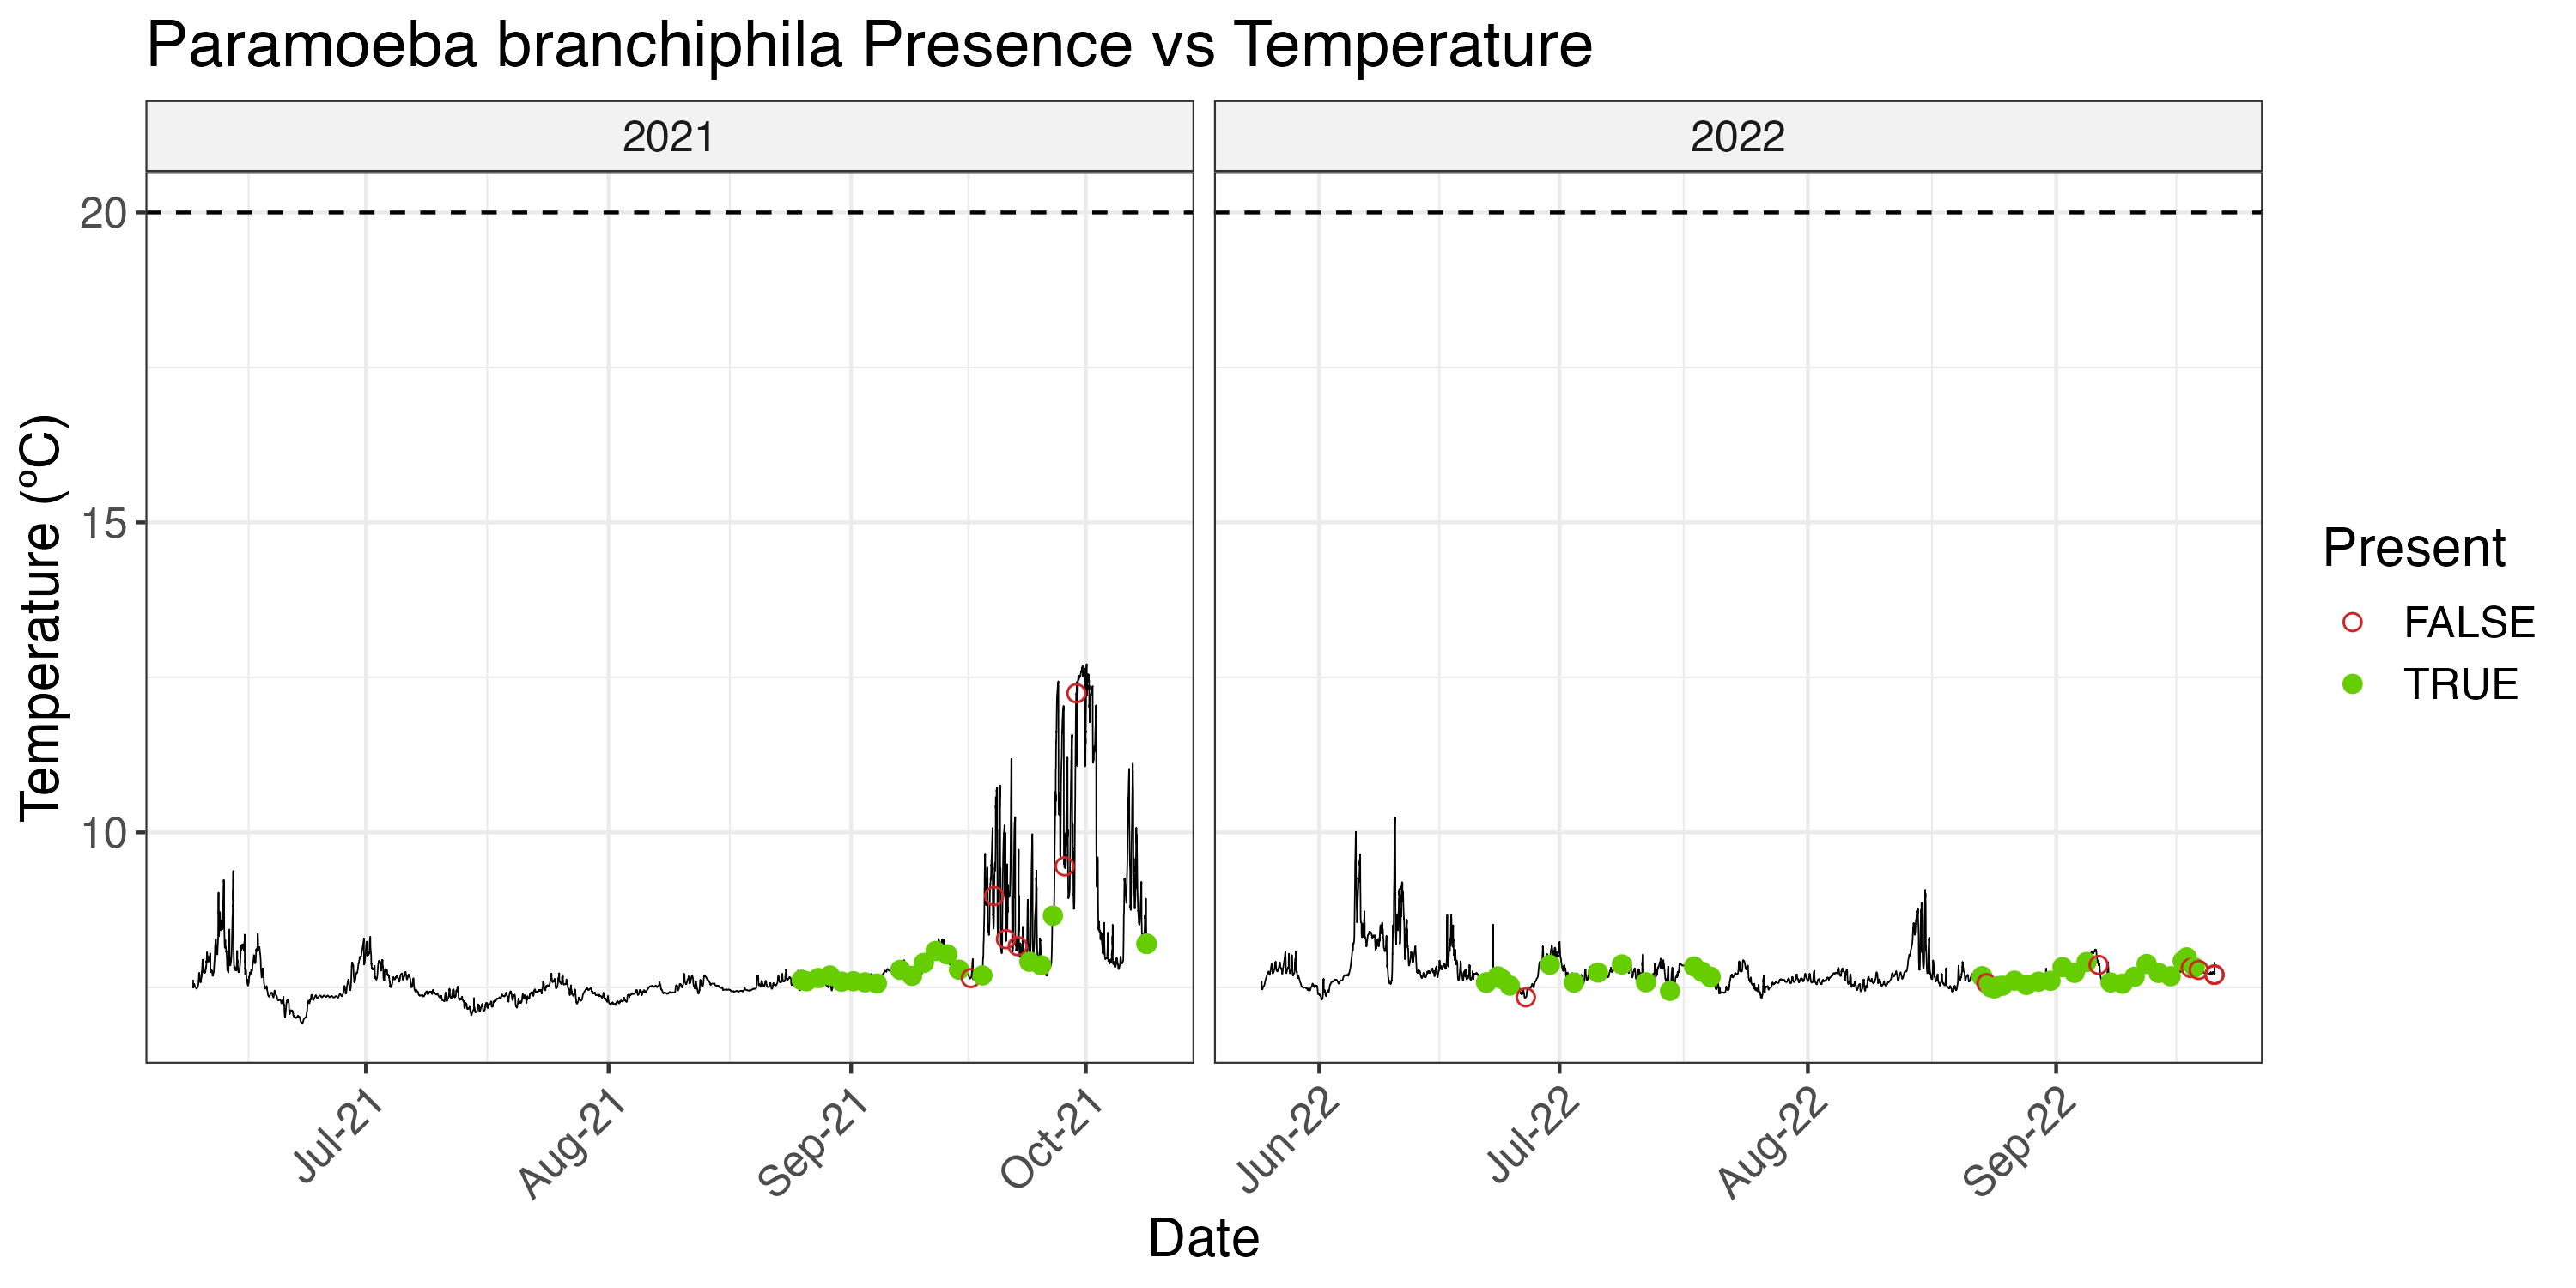 Paramoeba branchiphila Presence vs Temperature
2021
2022
Temperature (ºC)
20
15
10
Jul-21
Aug-21
Sep-21
Oct-21
Jun-22
Jul-22
Aug-22
Sep-22
Date
Present
FALSE
TRUE